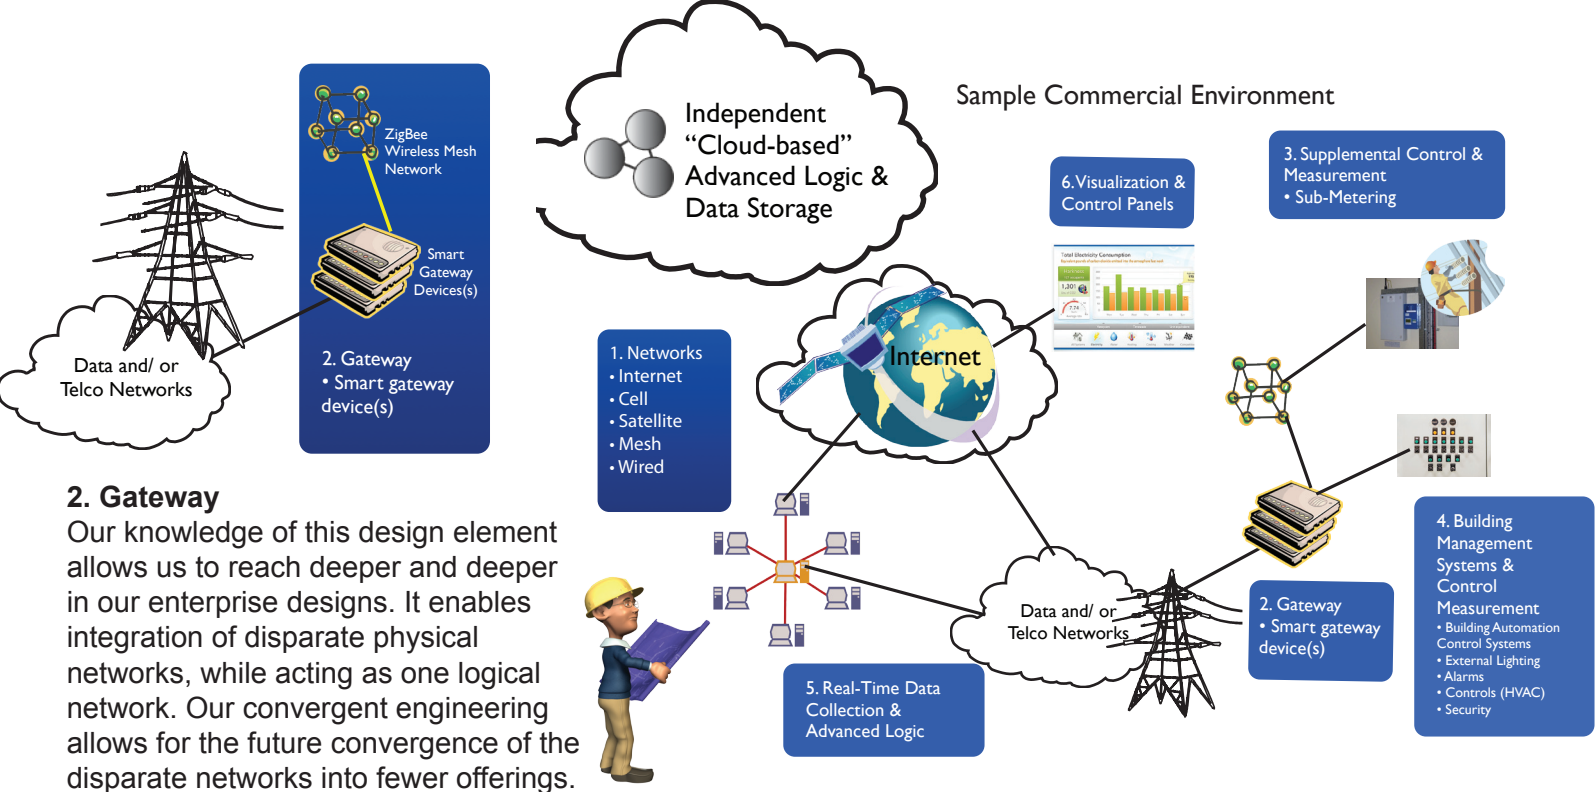 ZigBee
Wireless Mesh
Network
Smart
Gateway
Devices(s)
Data and/ or
Telco Networks
2. Gateway
• Smart gateway
device(s)
2. Gateway
Our knowledge of this design element
allows us to reach deeper and deeper
in our enterprise designs. It enables
integration of disparate physical
networks, while acting as one logical
network. Our convergent engineering
allows for the future convergence of the
disparate networks into fewer offerings.
Independent
“Cloud-based”
Advanced Logic &
Data Storage
Sample Commercial Environment
1. Networks
• Internet
• Cell
• Satellite
• Mesh
• Wired
Internet
6. Visualization &
Control Panels
Total Electricity Consumption
1,301
7.74
3. Supplemental Control &
Measurement
• Sub-Metering
Data and/ or
Telco Networks
2. Gateway
• Smart gateway
device(s)
4. Building
Management
Systems &
Control
Measurement
• Building Automation
Control Systems
• External Lighting
• Alarms
• Controls (HVAC)
• Security
5. Real-Time Data
Collection &
Advanced Logic